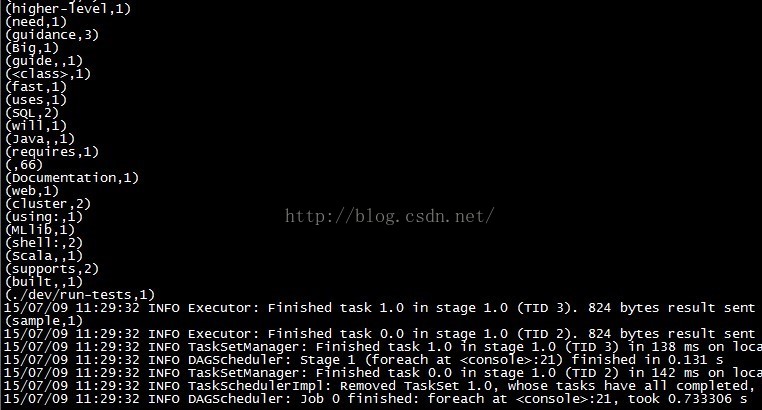 (higher-level,1)
(need,1)
(guidance,3)
(Big,1)
(guide,,1)
(<class>,1)
(fast,1)
(uses,1)
(SQL,2)
(will,1)
(Java,,1)
(requires,1)
(,66)
(Documentation,1)
(web,1)
(cluster,2)
(using:,1)
(MLlib,1)
(shell:,2)
(Scala,,1)
(supports,2)
(built,,1)
(./dev/run-tests,1)
15/07/09 11:29:32 INFO Executor: Finished task 1.0 in stage 1.0 (TID 3). 824 bytes result sent
(sample,1)
15/07/09 11:29:32 INFO Executor: Finished task 0.0 in stage 1.0 (TID 2). 824 bytes result sent
15/07/09 11:29:32 INFO TaskSetManager: Finished task 1.0 in stage 1.0 (TID 3) in 138 ms on loca
15/07/09 11:29:32 INFO DAGScheduler: Stage 1 (foreach at <console>:21) finished in 0.131 s
15/07/09 11:29:32 INFO TaskSetManager: Finished task 0.0 in stage 1.0 (TID 2) in 142 ms on loca
15/07/09 11:29:32 INFO TaskSchedulerImpl: Removed TaskSet 1.0, whose tasks have all completed,
15/07/09 11:29:32 INFO DAGScheduler: Job 0 finished: foreach at <console>:21, took 0.733306 s
http://blog.csdn.net/